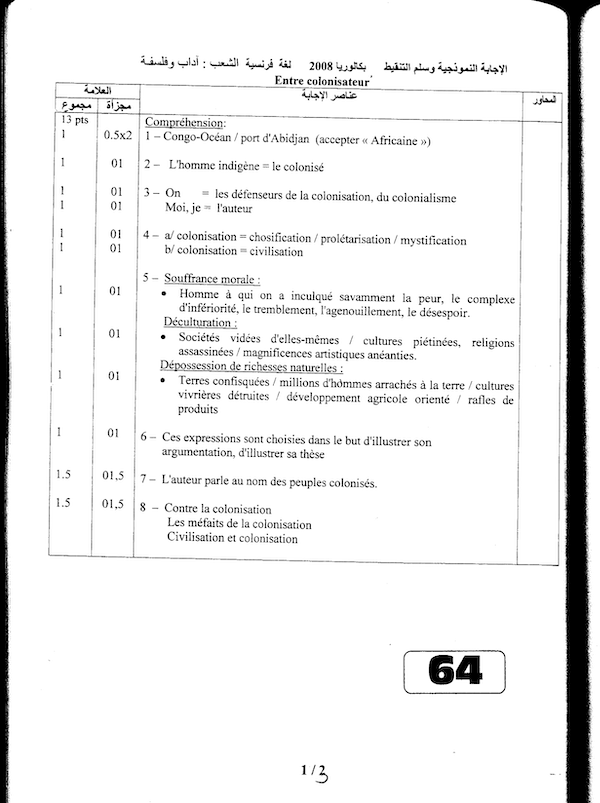 الإجابة النموذجية وسلم التنقيط بكالوريا 2008 لغة فرنسية الشعب : آداب وفلسفة
Entre colonisateur
العلامة
عناصر الإجابة
المحاور
مجموع مجزأة
13 pts Compréhension:
1 0.5x2 1 – Congo-Océan / port d'Abidjan (accepter « Africaine »)
1 01 2 – L'homme indigène = le colonisé
1 01 3 – On = les défenseurs de la colonisation, du colonialisme
1 01 Moi, je = l'auteur
1 01 4 – a/ colonisation = chosification / prolétarisation / mystification
1 01 b/ colonisation = civilisation
5 – Souffrance morale :
1 01 • Homme à qui on a inculqué savamment la peur, le complexe
d'infériorité, le tremblement, l'agenouillement, le désespoir.
Déculturation :
1 01 • Sociétés vidées d'elles-mêmes / cultures piétinées, religions
assassinées / magnificences artistiques anéanties.
Dépossession de richesses naturelles :
1 01 • Terres confisquées / millions d'hommes arrachés à la terre / cultures
vivrières détruites / développement agricole orienté / rafles de
produits
1 01 6 – Ces expressions sont choisies dans le but d'illustrer son
argumentation, d'illustrer sa thèse
1.5 01,5 7 – L'auteur parle au nom des peuples colonisés.
1.5 01,5 8 – Contre la colonisation
Les méfaits de la colonisation
Civilisation et colonisation
64
1/3